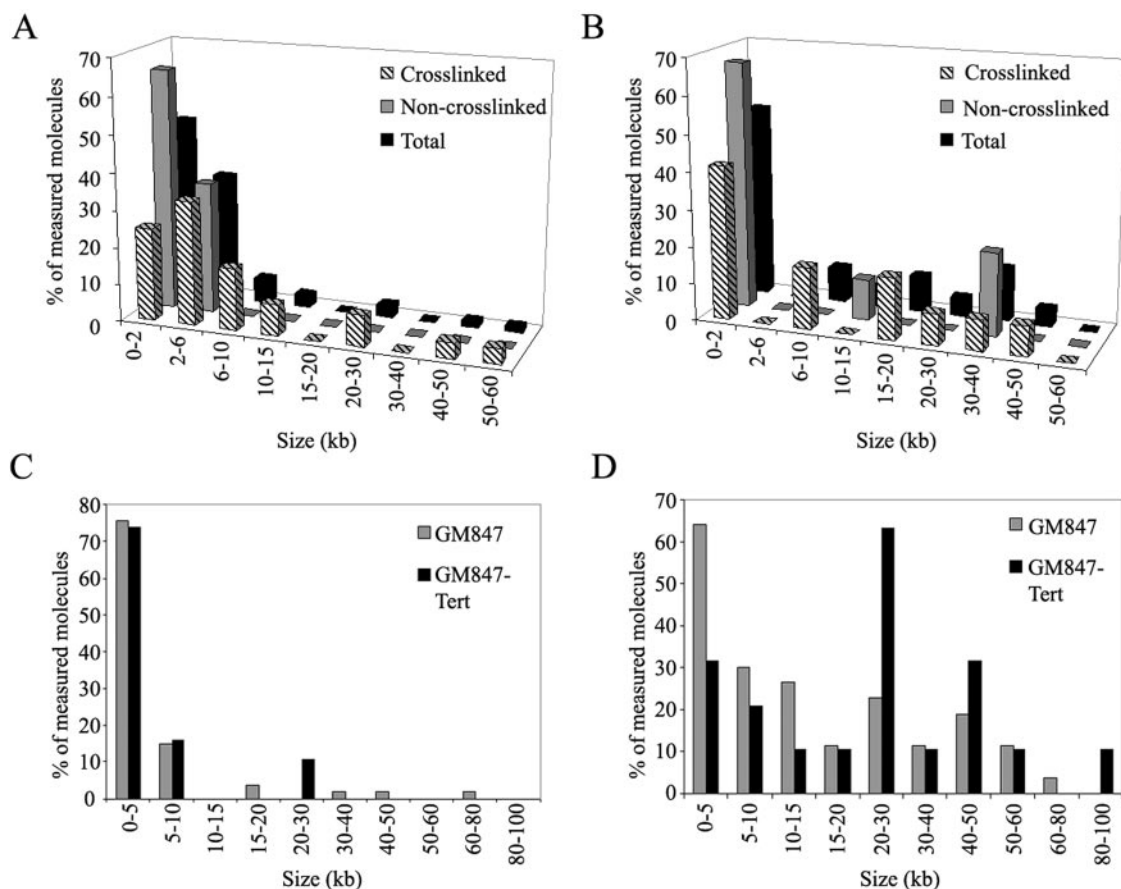 A
% of measured molecules
70
60
50
40
30
20
10
0
Crosslinked
Non-crosslinked
Total
0-2
2-6
6-10
10-15
15-20
20-30
30-40
40-50
50-60
Size (kb)
B
% of measured molecules
70
60
50
40
30
20
10
0
Crosslinked
Non-crosslinked
Total
0-2
2-6
6-10
10-15
15-20
20-30
30-40
40-50
50-60
Size (kb)
C
% of measured molecules
80
70
60
50
40
30
20
10
0
GM847
GM847-
Tert
0-5
5-10
10-15
15-20
20-30
30-40
40-50
50-60
60-80
80-100
Size (kb)
D
% of measured molecules
70
60
50
40
30
20
10
0
GM847
GM847-
Tert
0-5
5-10
10-15
15-20
20-30
30-40
40-50
50-60
60-80
80-100
Size (kb)